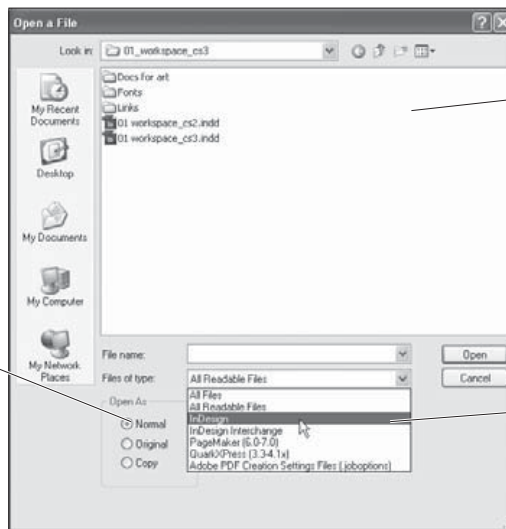 Open a File
Look in: 01_workspace_cs3
Docs for art
Fonts
Links
01 workspace_cs2.indd
01 workspace_cs3.indd
My Recent
Documents
Desktop
My Documents
My Computer
My Network
Places
File name:
Open
Files of type: All Readable Files
Cancel
All Files
All Readable Files
InDesign
InDesign Interchange
PageMaker (6.0-7.0)
QuarkXPress (3.3-4.1x)
Adobe PDF Creation Settings Files (.joboptions)
Open As
Normal
Original
Copy